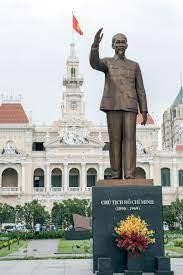 CHỦ TỊCH
HỒ CHÍ MINH
(1890 - 1969)